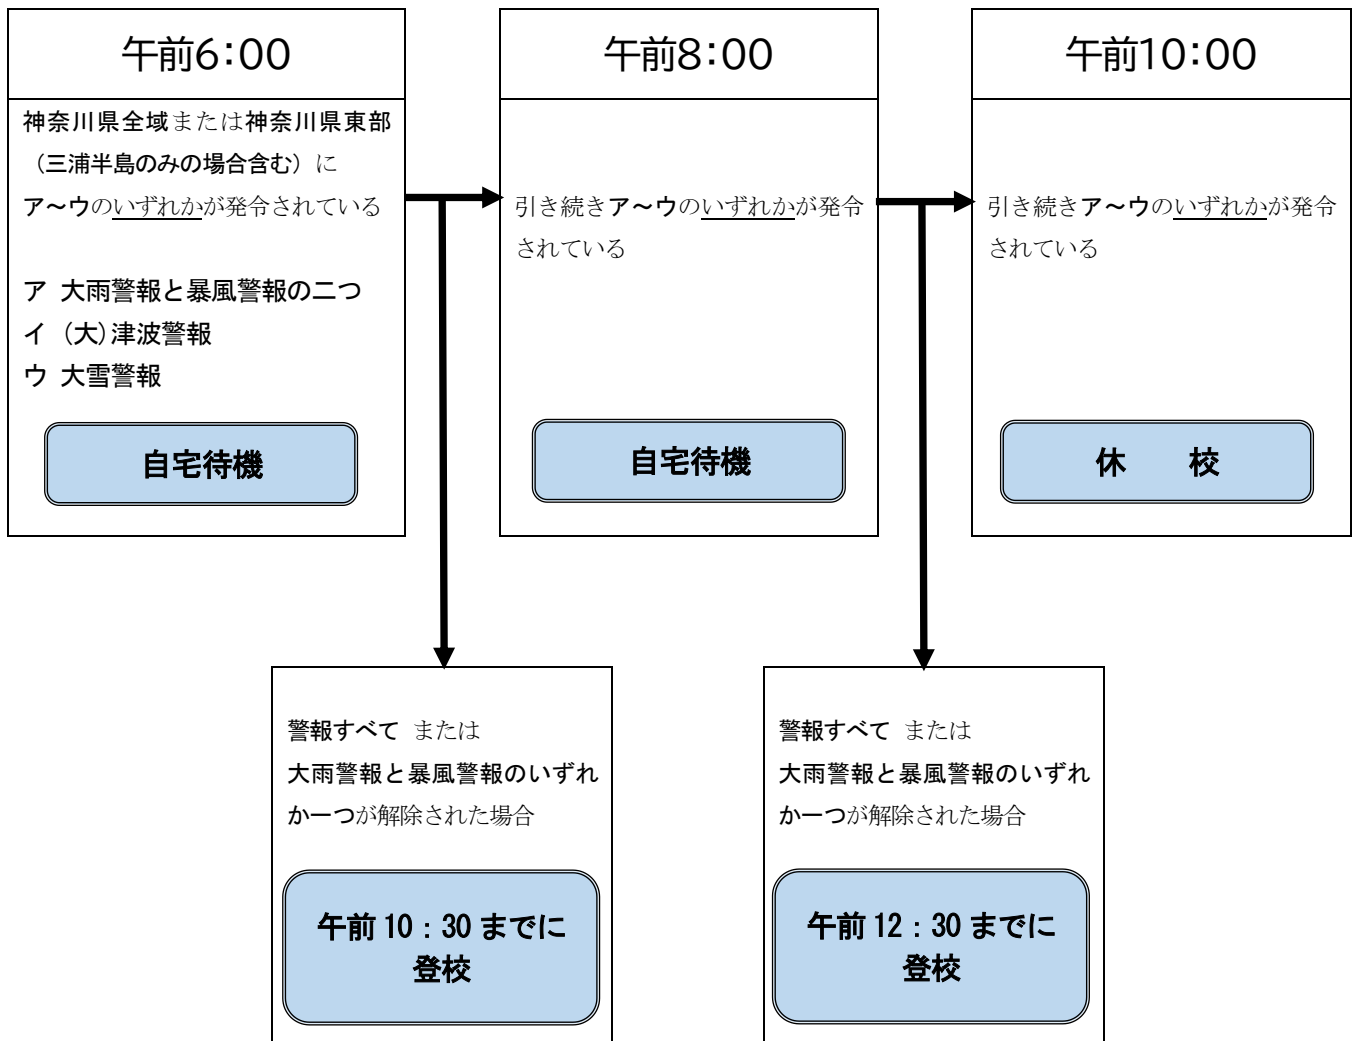 午前6：00
神奈川県全域または神奈川県東部
（三浦半島のみの場合含む）に
ア～ウのいずれかが発令されている
ア 大雨警報と暴風警報の二つ
イ （大）津波警報
ウ 大雪警報
自宅待機
午前8：00
引き続きア～ウのいずれかが発令
されている
自宅待機
午前10：00
引き続きア～ウのいずれかが発令
されている
休 校
警報すべて または
大雨警報と暴風警報のいずれ
か一つが解除された場合
午前 10：30 までに
登校
警報すべて または
大雨警報と暴風警報のいずれ
か一つが解除された場合
午前 12：30 までに
登校